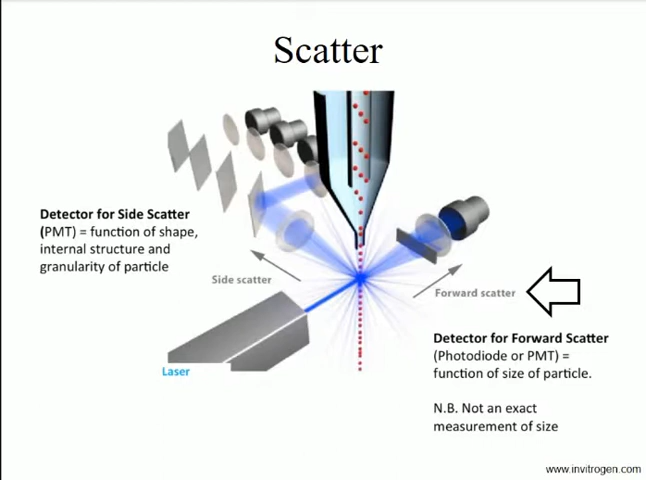 Scatter
Detector for Side Scatter
(PMT) = function of shape,
internal structure and
granularity of particle
Side scatter
Forward scatter
Laser
Detector for Forward Scatter
(Photodiode or PMT) =
function of size of particle.
N.B. Not an exact
measurement of size
www.invitrogen.com